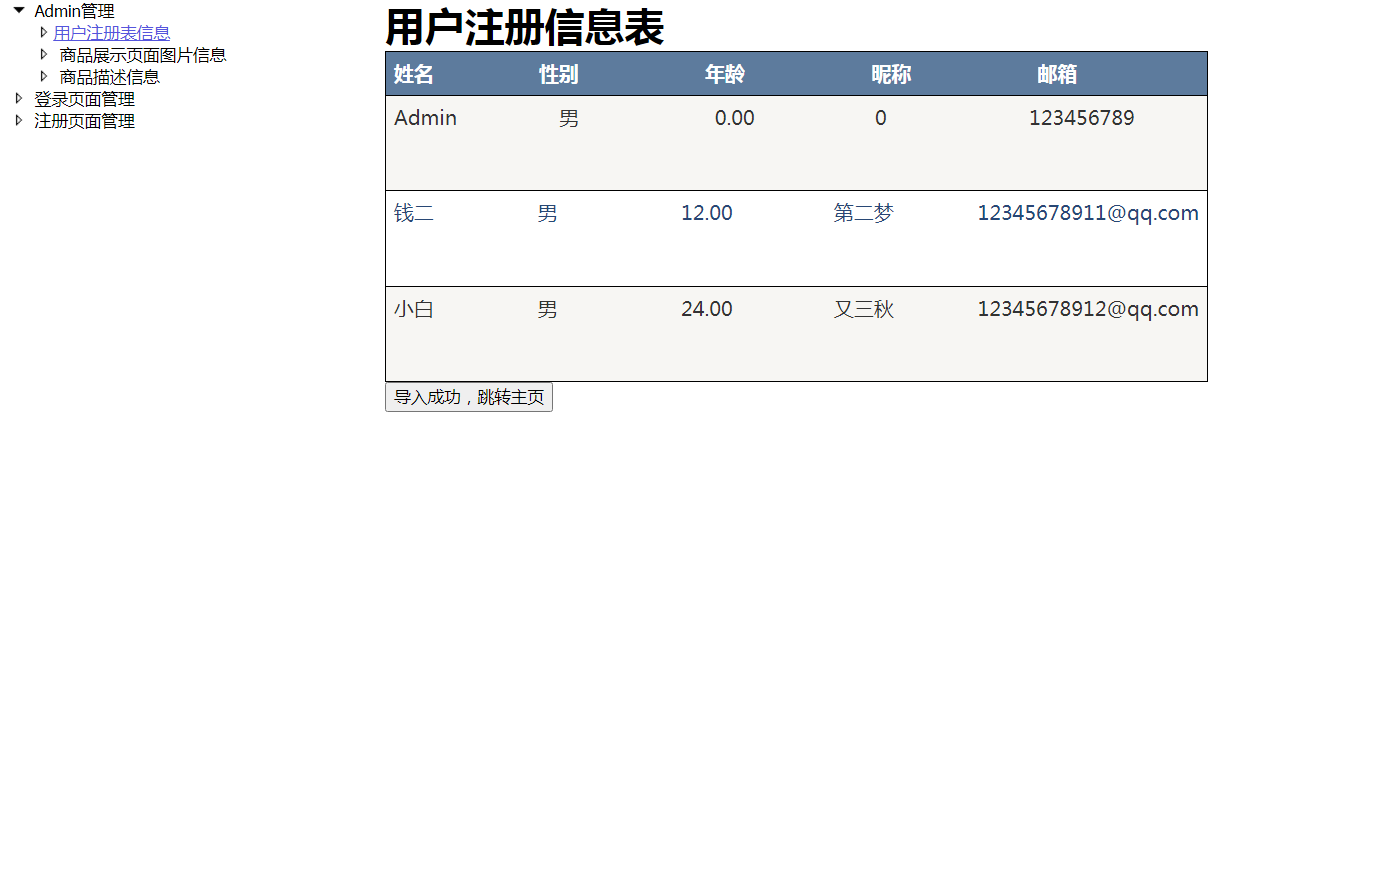 Admin管理
用户注册表信息
商品展示页面图片信息
商品描述信息
登录页面管理
注册页面管理
用户注册信息表
姓名 性别 年龄 昵称 邮箱
Admin 男 0.00 0 123456789
钱二 男 12.00 第二梦 12345678911@qq.com
小白 男 24.00 又三秋 12345678912@qq.com
导入成功，跳转主页